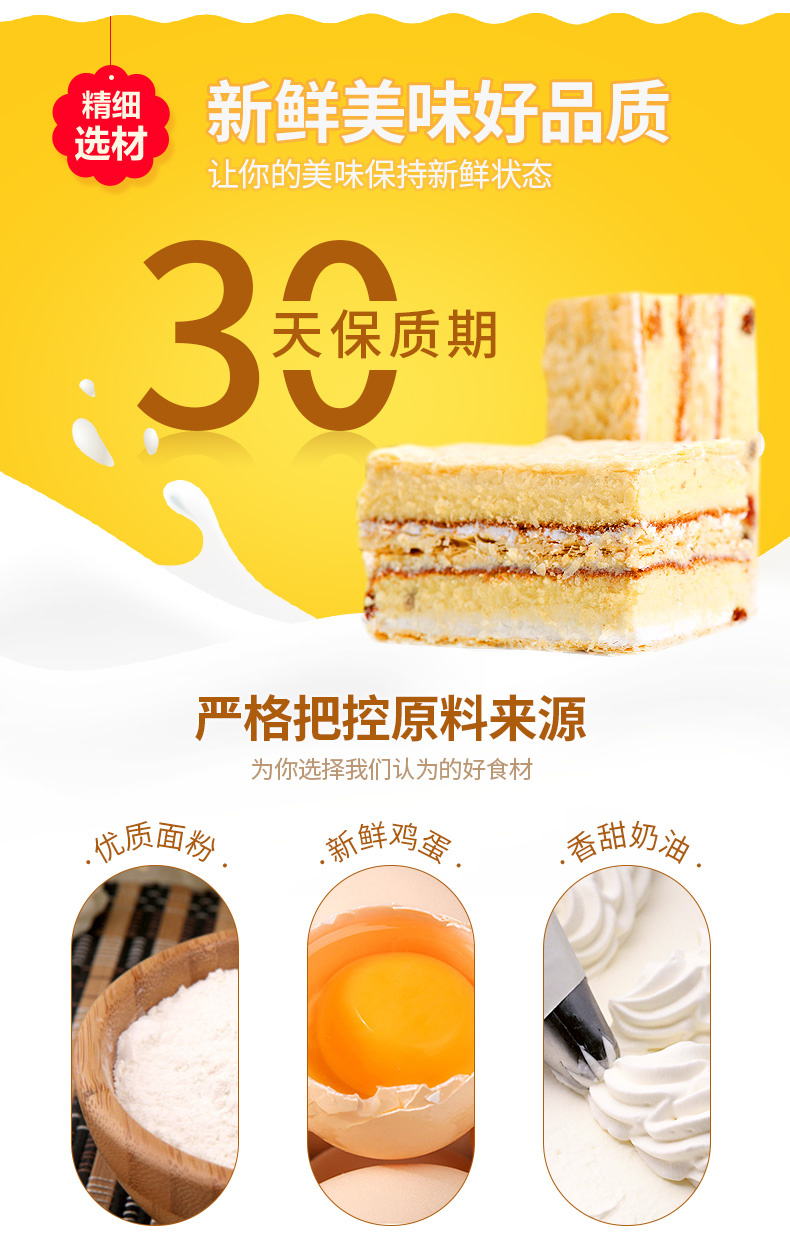 精细
选材
新鲜美味好品质
让你的美味保持新鲜状态
30
天保质期
严格把控原料来源
为你选择我们认为的好食材
·优质面粉·
·新鲜鸡蛋·
·香甜奶油·